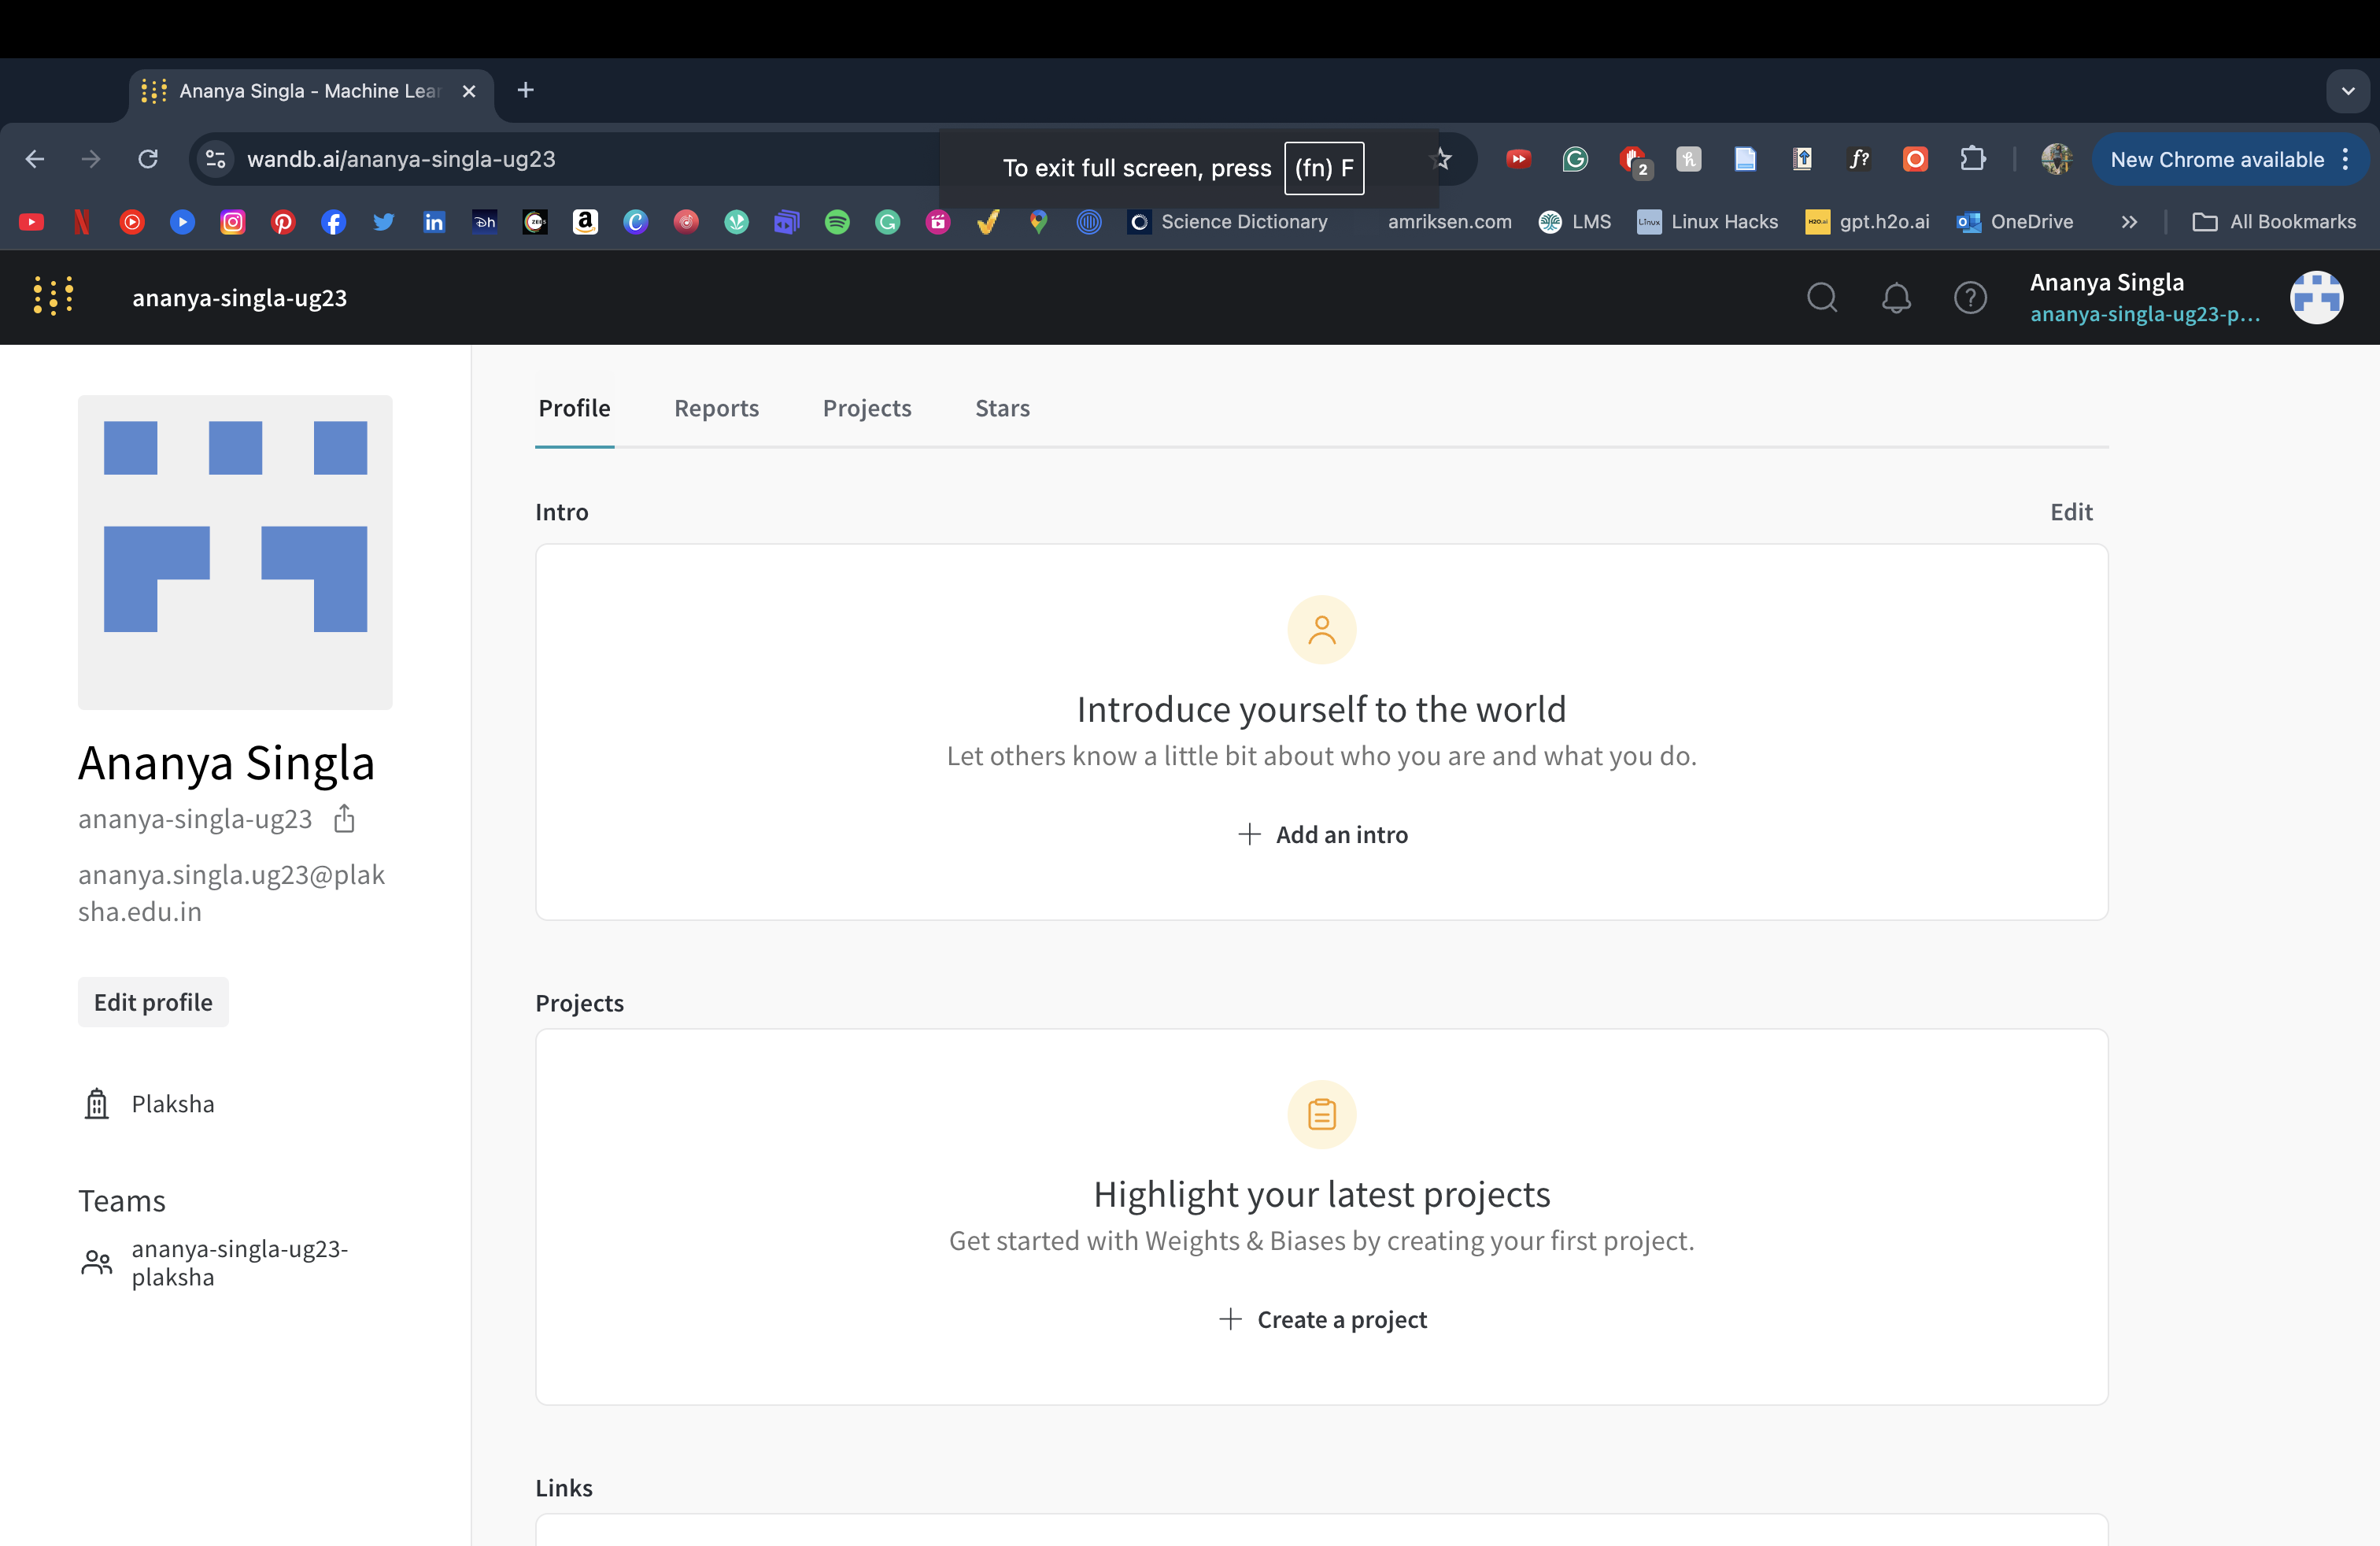 Ananya Singla - Machine Lear
wandb.ai/ananya-singla-ug23
To exit full screen, press (fn) F
2
New Chrome available
Science Dictionary
amriksen.com
LMS
Linux Hacks
gpt.h2o.ai
OneDrive
All Bookmarks
ananya-singla-ug23
Ananya Singla
ananya-singla-ug23-p...
Profile
Reports
Projects
Stars
Ananya Singla
ananya-singla-ug23
ananya.singla.ug23@plak
sha.edu.in
Edit profile
Plaksha
Teams
ananya-singla-ug23-
plaksha
Intro
Edit
Introduce yourself to the world
Let others know a little bit about who you are and what you do.
+ Add an intro
Projects
Highlight your latest projects
Get started with Weights & Biases by creating your first project.
+ Create a project
Links